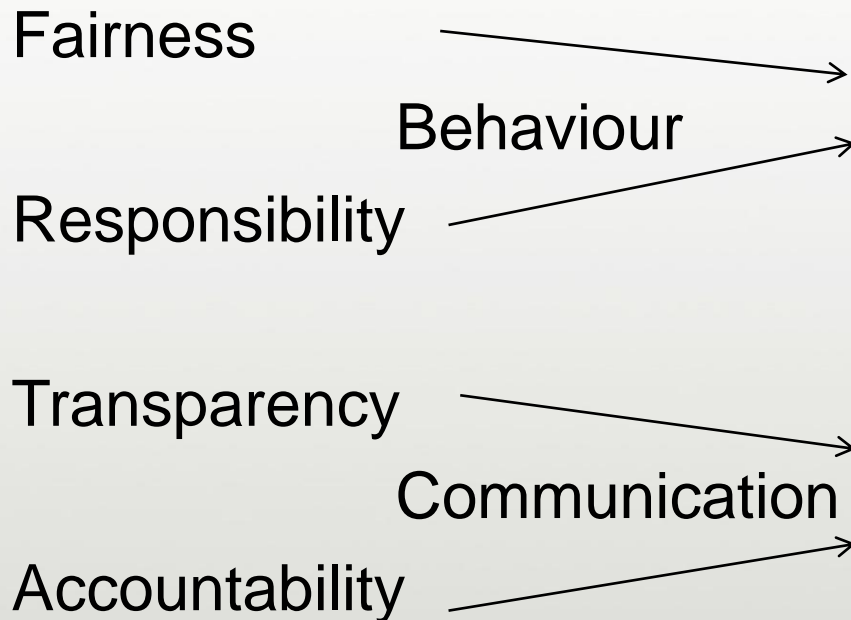 Fairness
Behaviour
Responsibility
Transparency
Communication
Accountability